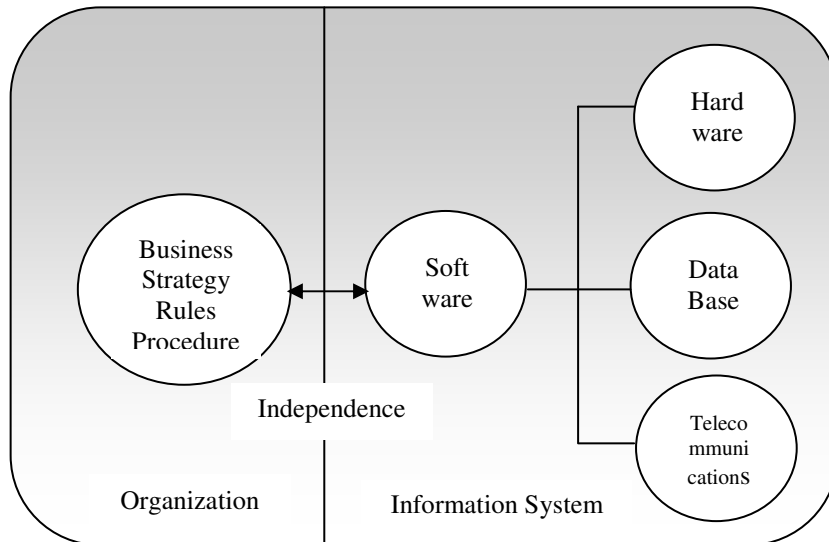 Business
Strategy
Rules
Procedure
Independence
Organization
Soft
ware
Information System
Hard
ware
Data
Base
Teleco
mmuni
cations